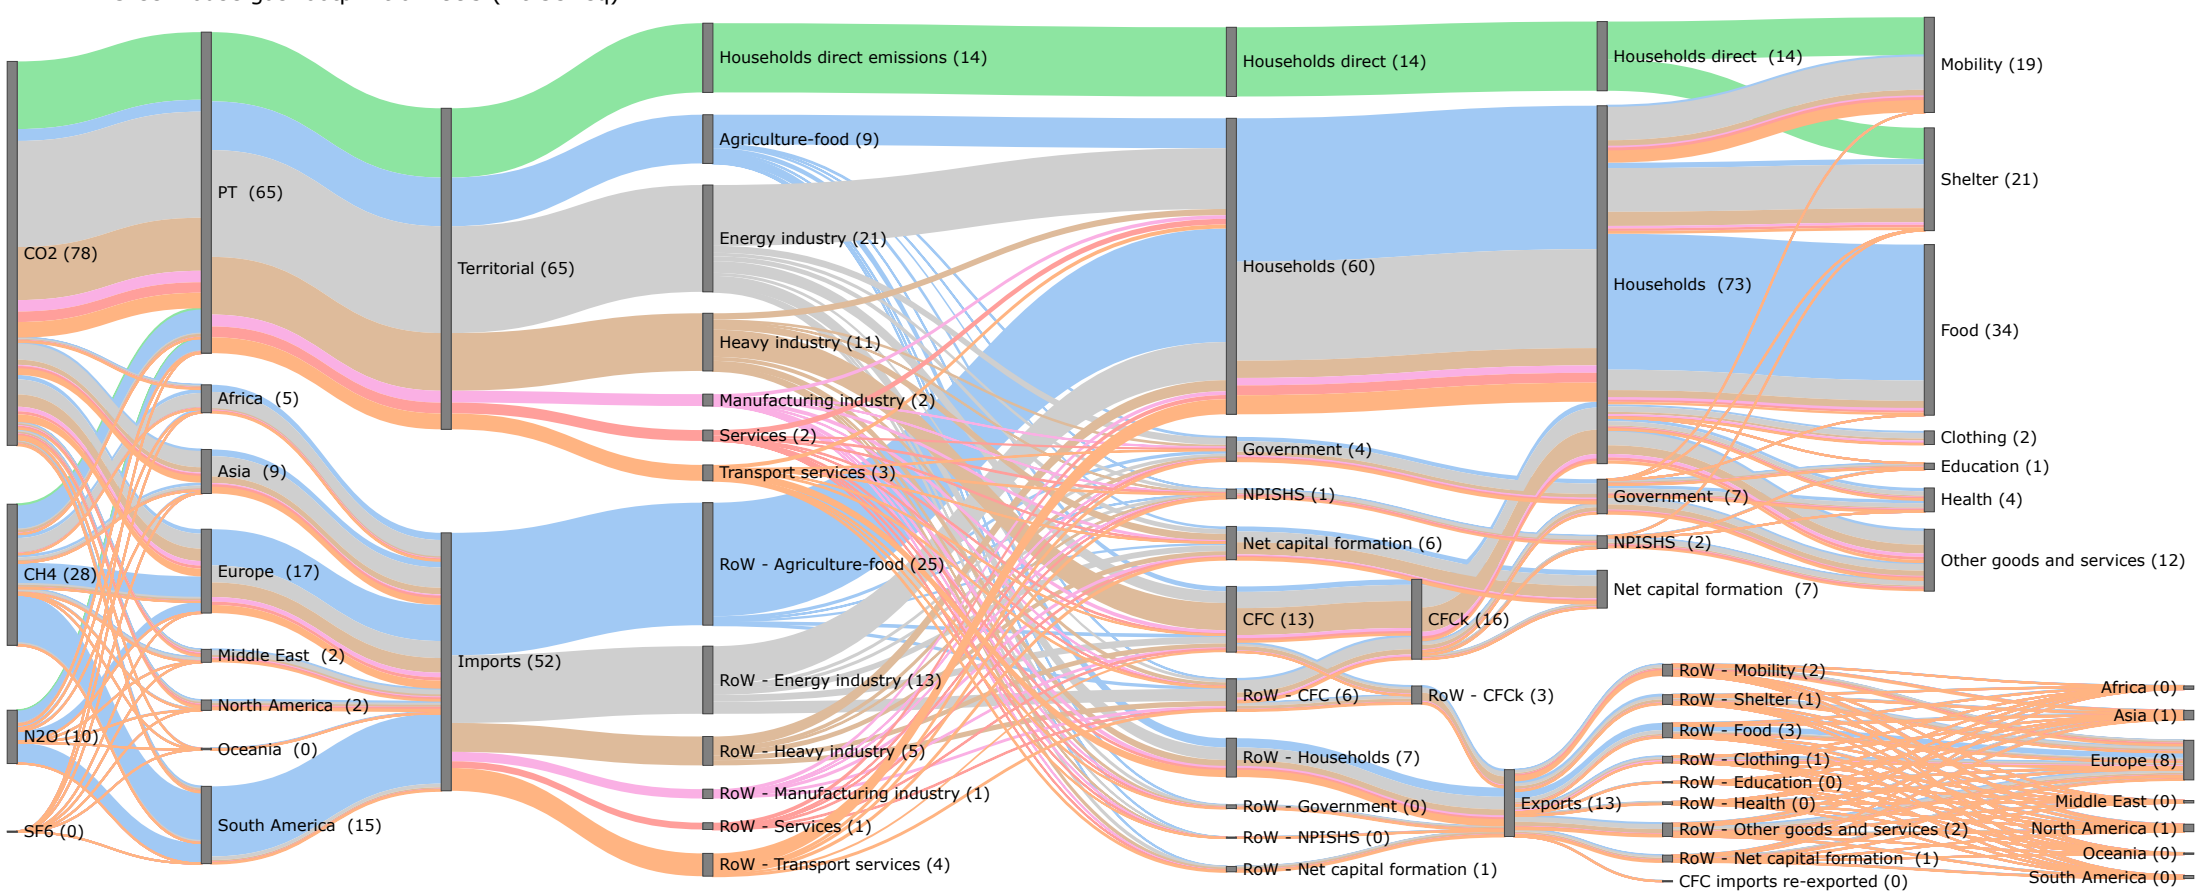 CO2 (78)
CH4 (28)
N2O (10)
SF6 (0)
PT (65)
Africa (5)
Asia (9)
Europe (17)
Middle East (2)
North America (2)
Oceania (0)
South America (15)
Territorial (65)
Imports (52)
Households direct emissions (14)
Agriculture-food (9)
Energy industry (21)
Heavy industry (11)
Manufacturing industry (2)
Services (2)
Transport services (3)
RoW - Agriculture-food (25)
RoW - Energy industry (13)
RoW - Heavy industry (5)
RoW - Manufacturing industry (1)
RoW - Services (1)
RoW - Transport services (4)
Households direct (14)
Households (60)
Government (4)
NPISHS (1)
Net capital formation (6)
CFC (13)
RoW - CFC (6)
RoW - Households (7)
RoW - Government (0)
RoW - NPISHS (0)
RoW - Net capital formation (1)
CFCk (16)
RoW - CFCk (3)
Exports (13)
Households direct (14)
Households (73)
Government (7)
NPISHS (2)
Net capital formation (7)
RoW - Mobility (2)
RoW - Shelter (1)
RoW - Food (3)
RoW - Clothing (1)
RoW - Education (0)
RoW - Health (0)
RoW - Other goods and services (2)
RoW - Net capital formation (1)
CFC imports re-exported (0)
Mobility (19)
Shelter (21)
Food (34)
Clothing (2)
Education (1)
Health (4)
Other goods and services (12)
Africa (0)
Asia (1)
Europe (8)
Middle East (0)
North America (1)
Oceania (0)
South America (0)